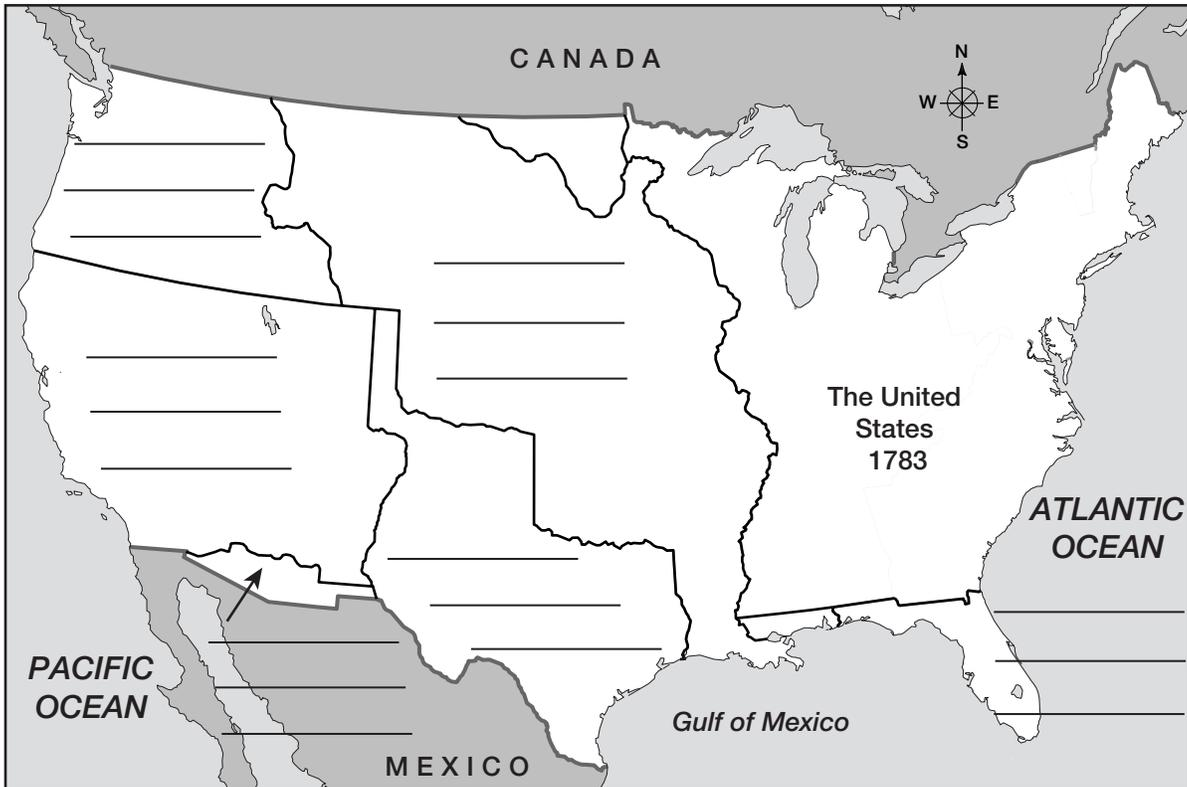 CANADA
N
W E
S
The United
States
1783
ATLANTIC
OCEAN
PACIFIC
OCEAN
Gulf of Mexico
MEXICO